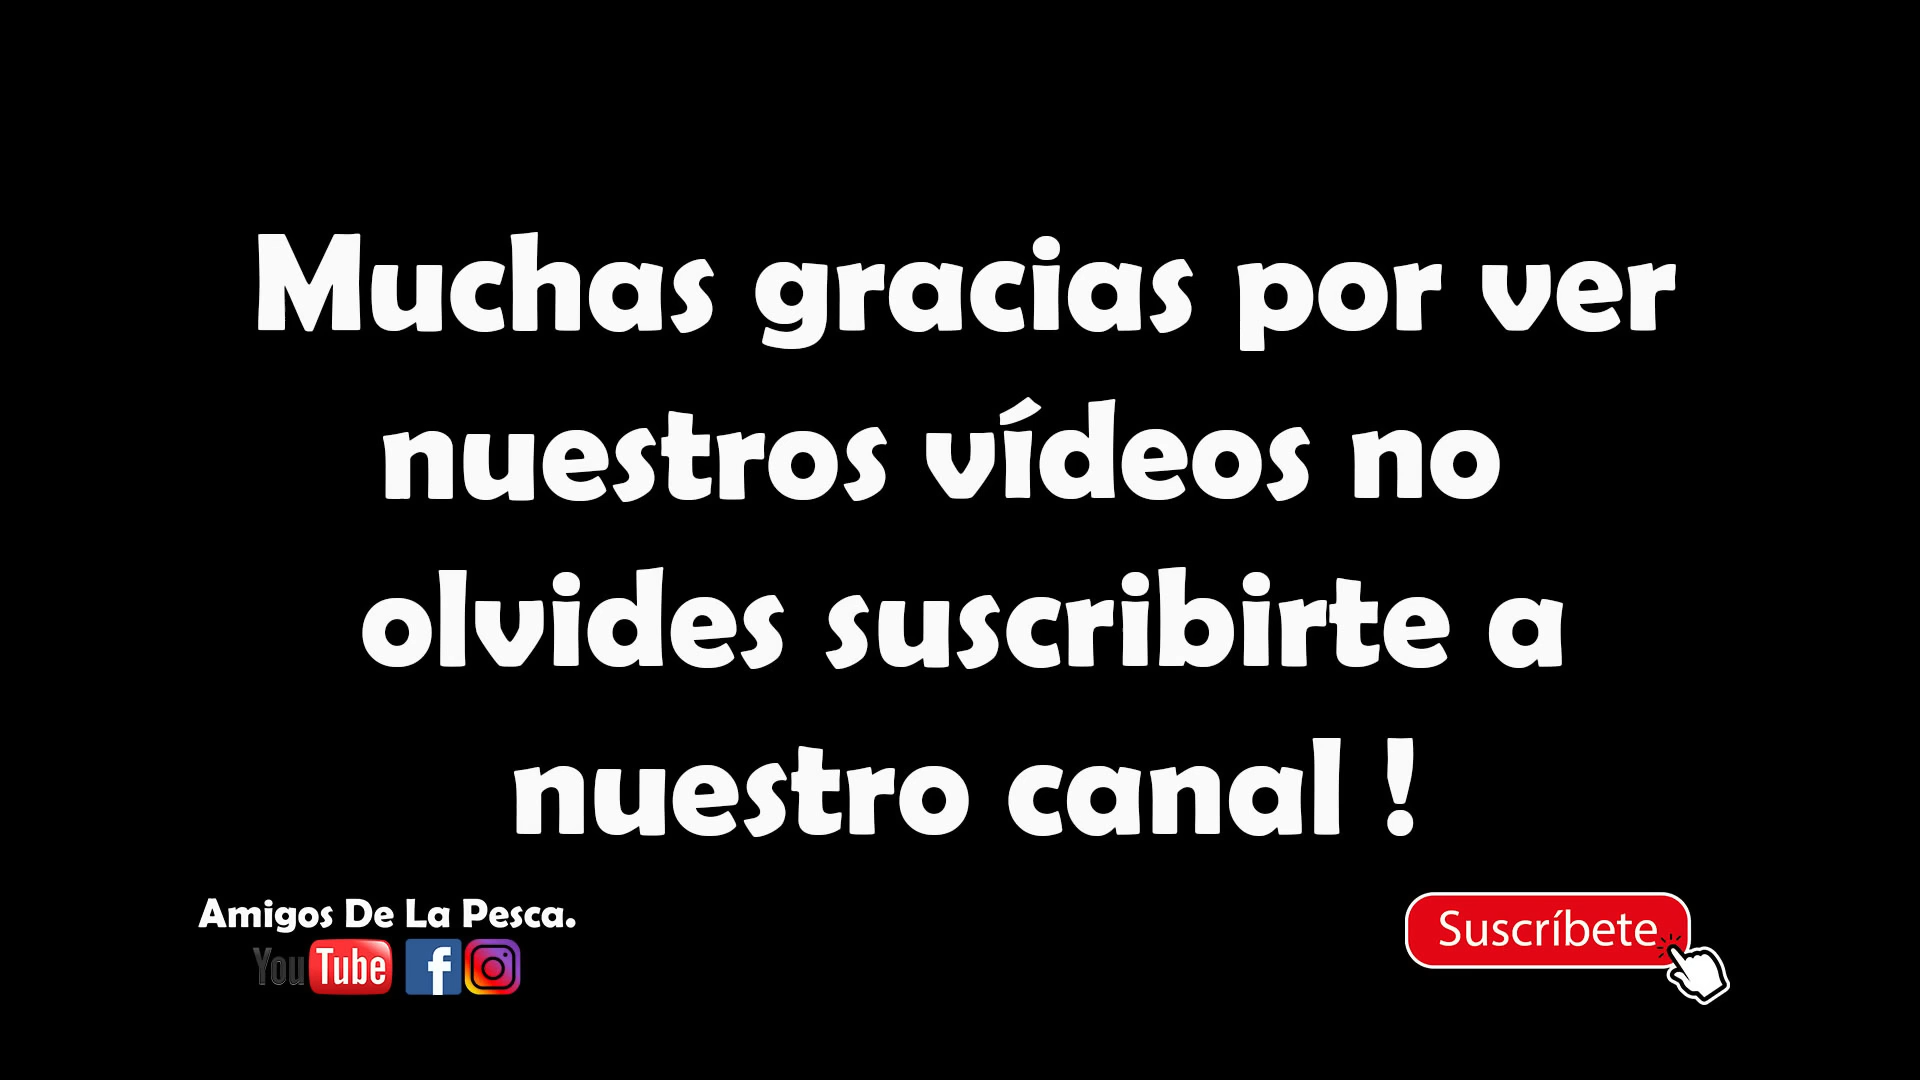 Muchas gracias por ver
nuestros vídeos no
olvides suscribirte a
nuestro canal !
Amigos De La Pesca.
YouTube f
Suscríbete